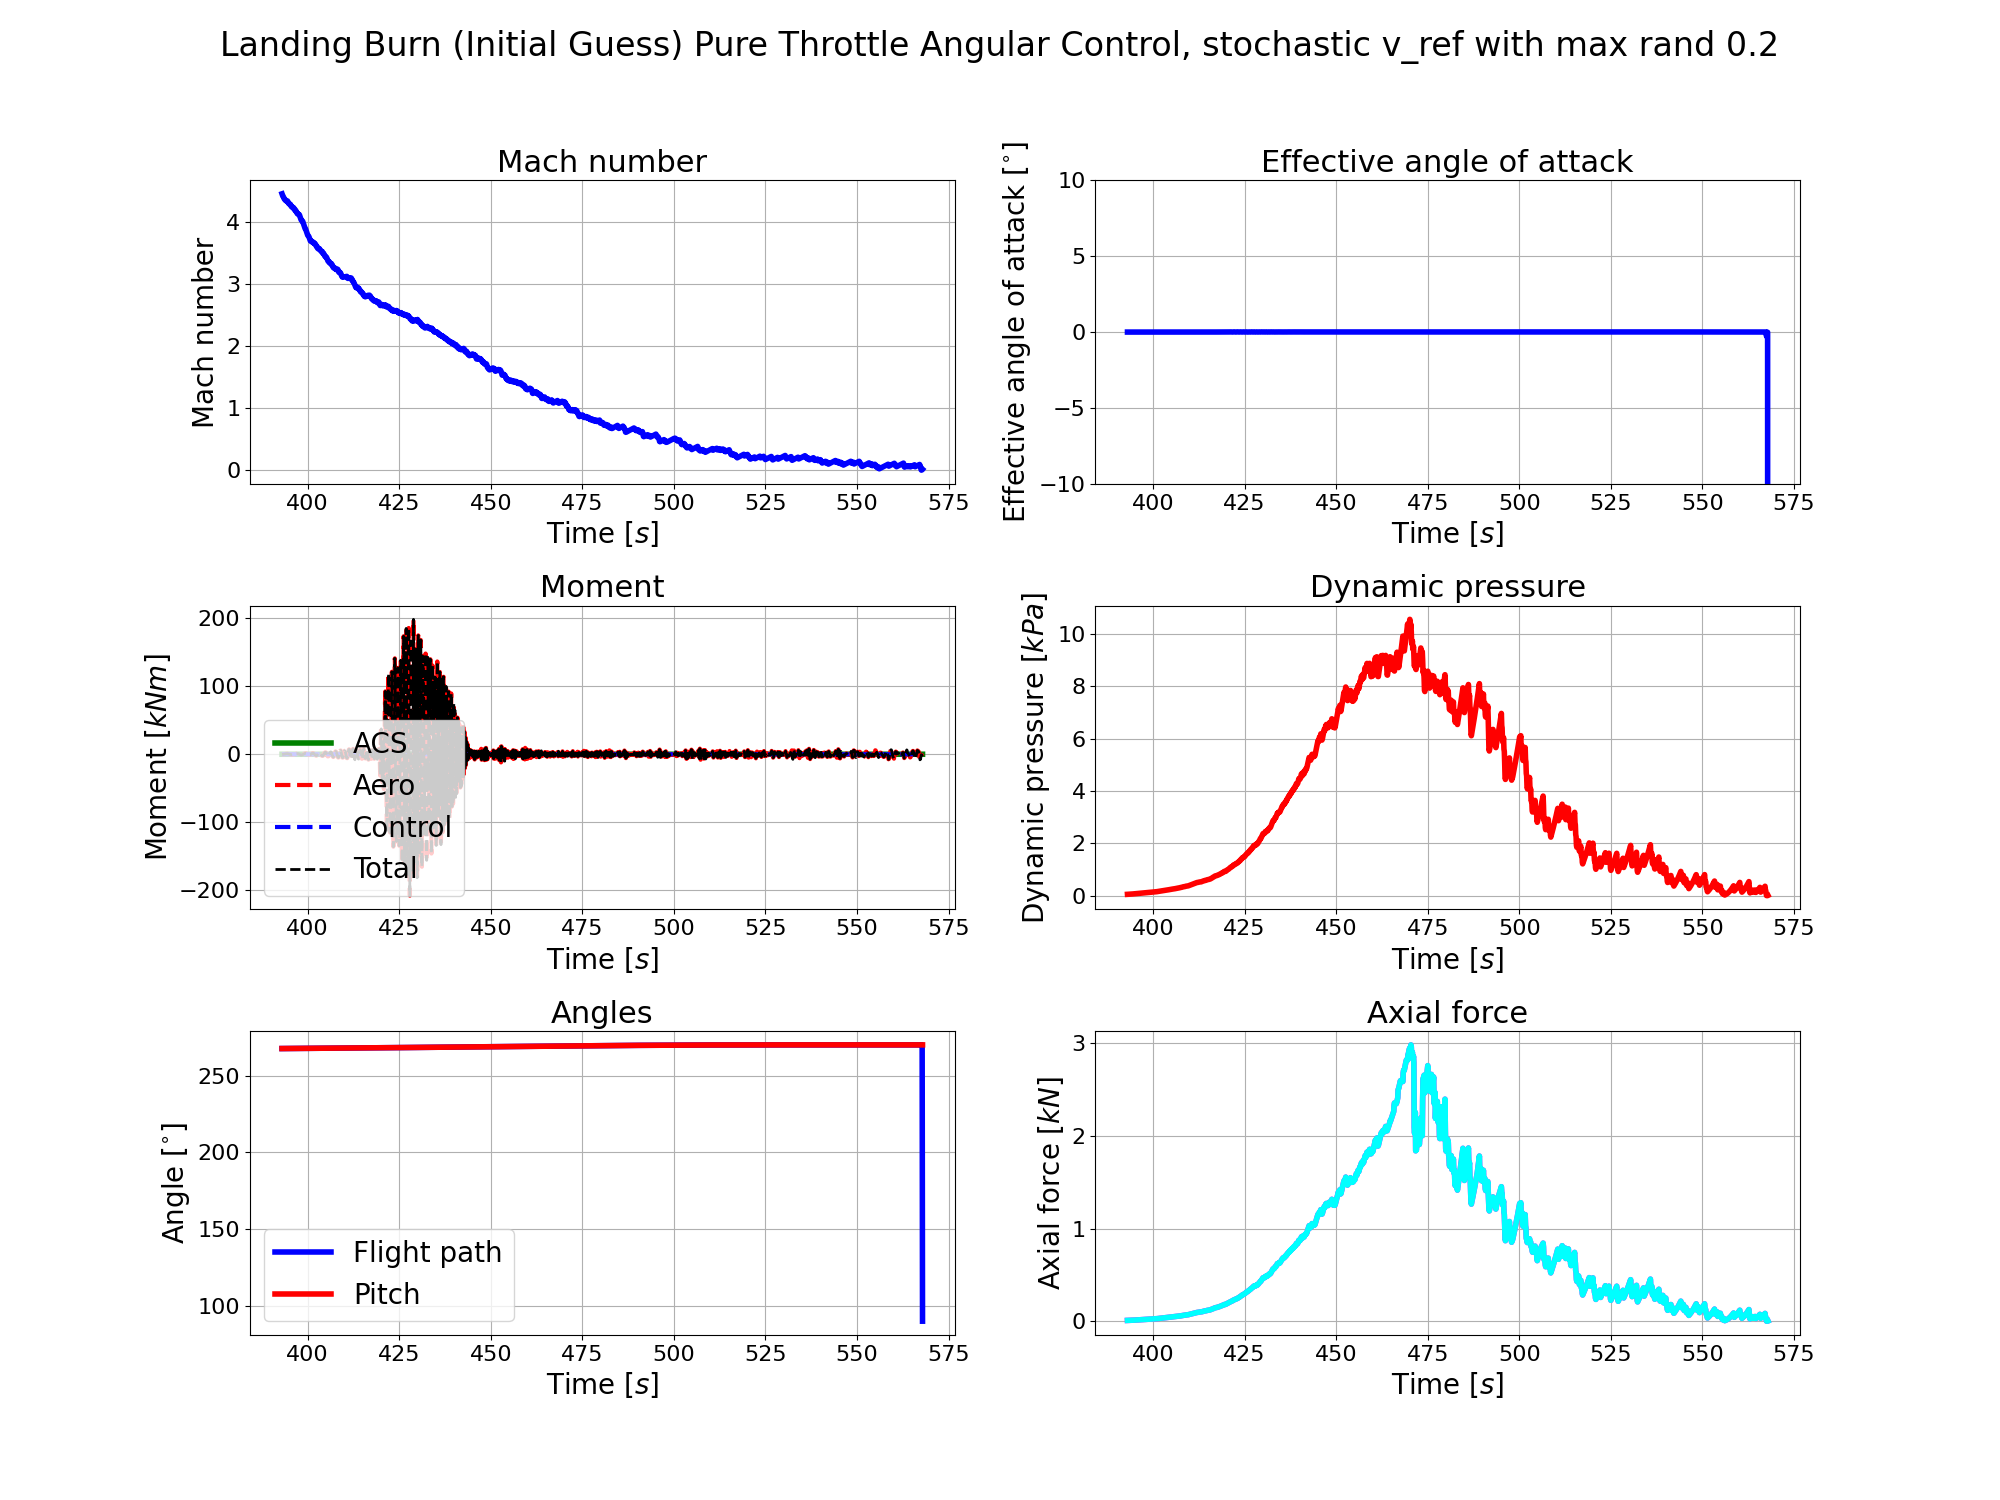 Landing Burn (Initial Guess) Pure Throttle Angular Control, stochastic v_ref with max rand 0.2
Mach number
Mach number
4
3
2
1
0
400 425 450 475 500 525 550 575
Time [s]
Effective angle of attack
Effective angle of attack [°]
10
5
0
−5
−10
400 425 450 475 500 525 550 575
Time [s]
Moment
Moment [kNm]
200
100
0
−100
−200
ACS
Aero
Control
Total
400 425 450 475 500 525 550 575
Time [s]
Dynamic pressure
Dynamic pressure [kPa]
10
8
6
4
2
0
400 425 450 475 500 525 550 575
Time [s]
Angles
Angle [°]
250
200
150
100
Flight path
Pitch
400 425 450 475 500 525 550 575
Time [s]
Axial force
Axial force [kN]
3
2
1
0
400 425 450 475 500 525 550 575
Time [s]